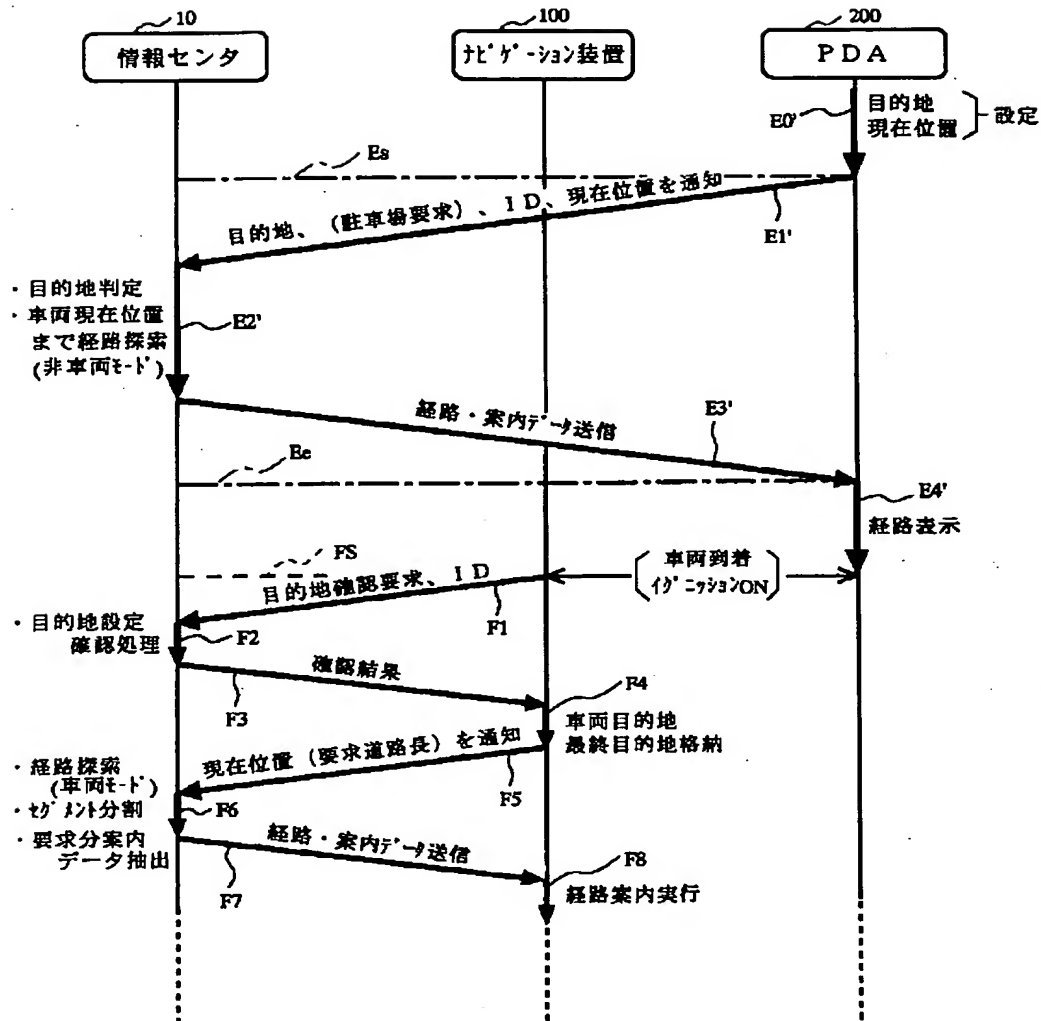 10
100
200
情報センタ
ナビゲーション装置
PDA
E0'
目的地
現在位置
設定
Es
目的地、(駐車場要求)、ID、現在位置を通知
E1'
・目的地判定
・車両現在位置
まで経路探索
(非車両モード)
E2'
経路・案内データ送信
E3'
Ee
E4'
経路表示
FS
車両到着
イグニッションON
目的地確認要求、ID
F1
・目的地設定
確認処理
F2
確認結果
F3
F4
車両目的地
最終目的地格納
現在位置(要求道路長)を通知
F5
・経路探索
(車両モード)
・セグメント分割
F6
・要求分案内
データ抽出
経路・案内データ送信
F7
F8
経路案内実行